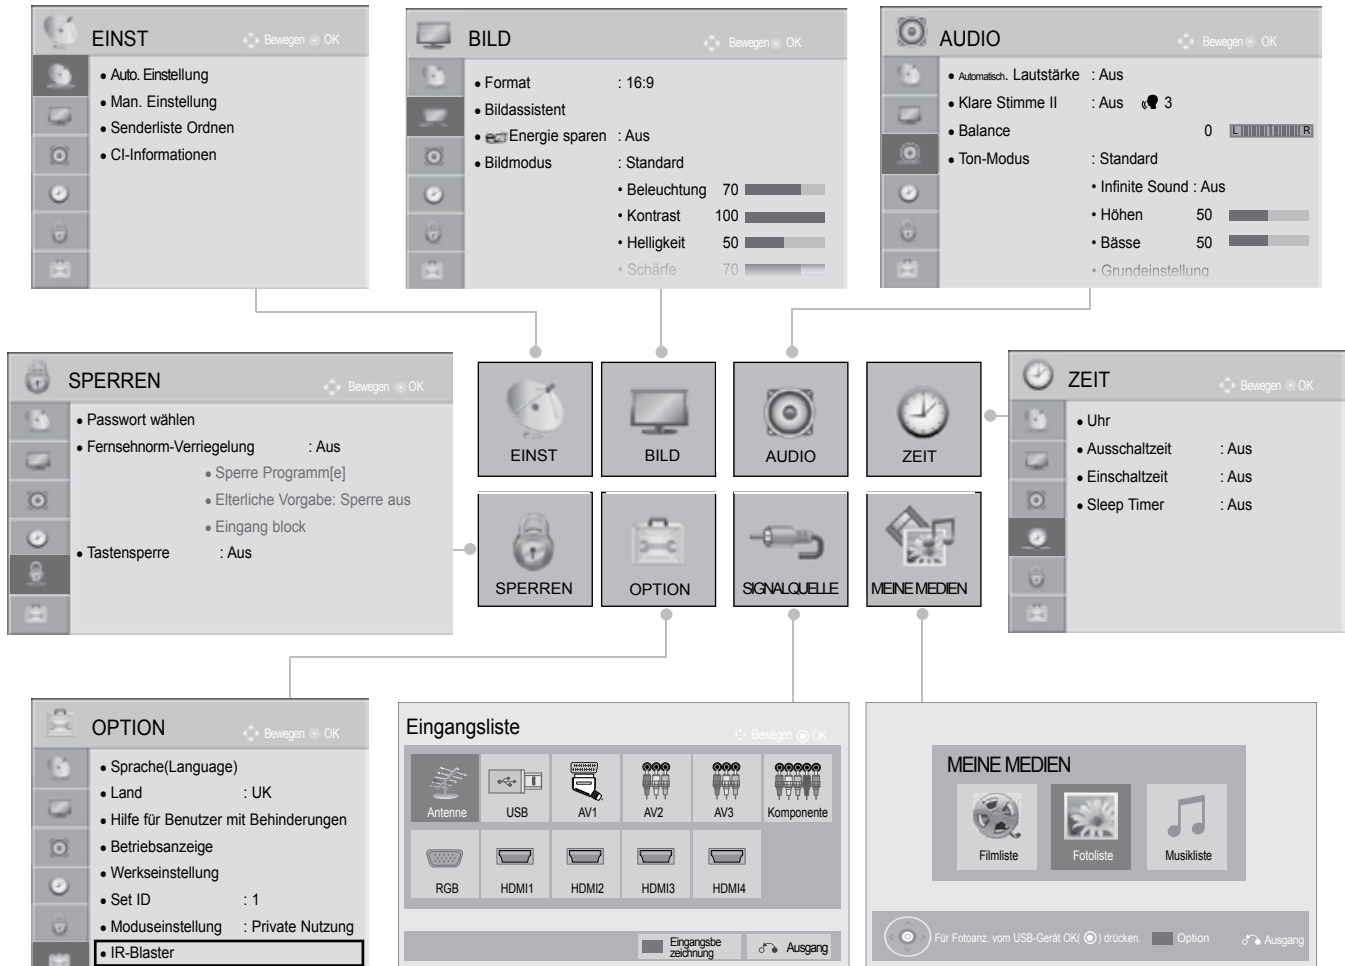 EINST
Bewegen OK
• Auto. Einstellung
• Man. Einstellung
• Senderliste Ordnen
• CI-Informationen
BILD
Bewegen OK
• Format : 16:9
• Bildassistent
• Energie sparen : Aus
• Bildmodus : Standard
• Beleuchtung 70
• Kontrast 100
• Helligkeit 50
• Schärfe 70
AUDIO
Bewegen OK
• Automatisch. Lautstärke : Aus
• Klare Stimme II : Aus 3
• Balance 0 L R
• Ton-Modus : Standard
• Infinite Sound : Aus
• Höhen 50
• Bässe 50
• Grundeinstellung
SPERREN
Bewegen OK
• Passwort wählen
• Fernsehnorm-Verriegelung : Aus
• Sperre Programm[e]
• Elterliche Vorgabe: Sperre aus
• Eingang block
• Tastensperre : Aus
EINST
BILD
AUDIO
ZEIT
SPERREN
OPTION
SIGNALQUELLE
MEINE MEDIEN
ZEIT
Bewegen OK
• Uhr
• Ausschaltzeit : Aus
• Einschaltzeit : Aus
• Sleep Timer : Aus
OPTION
Bewegen OK
• Sprache(Language)
• Land : UK
• Hilfe für Benutzer mit Behinderungen
• Betriebsanzeige
• Werkseinstellung
• Set ID : 1
• Moduseinstellung : Private Nutzung
• IR-Blaster
Eingangsliste
Bewegen OK
Antenne USB AV1 AV2 AV3 Komponente
RGB HDMI1 HDMI2 HDMI3 HDMI4
Eingangsbe
zeichnung
Ausgang
MEINE MEDIEN
Filmliste Fotoliste Musikliste
Für Fotoanz. vom USB-Gerät OK( ) drücken. Option Ausgang